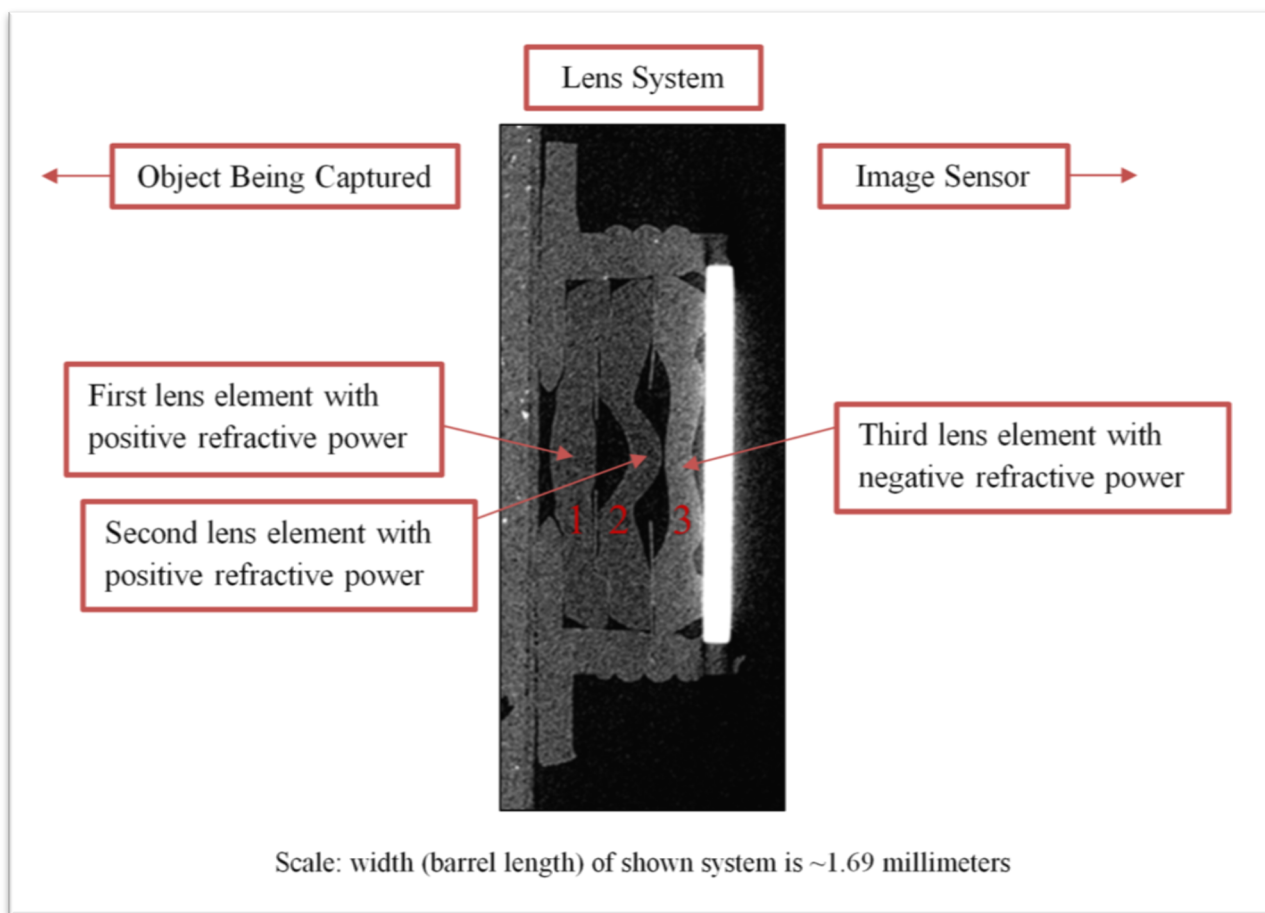 Lens System
Object Being Captured
Image Sensor
First lens element with
positive refractive power
Third lens element with
negative refractive power
Second lens element with
positive refractive power
1 2 3
Scale: width (barrel length) of shown system is ~1.69 millimeters